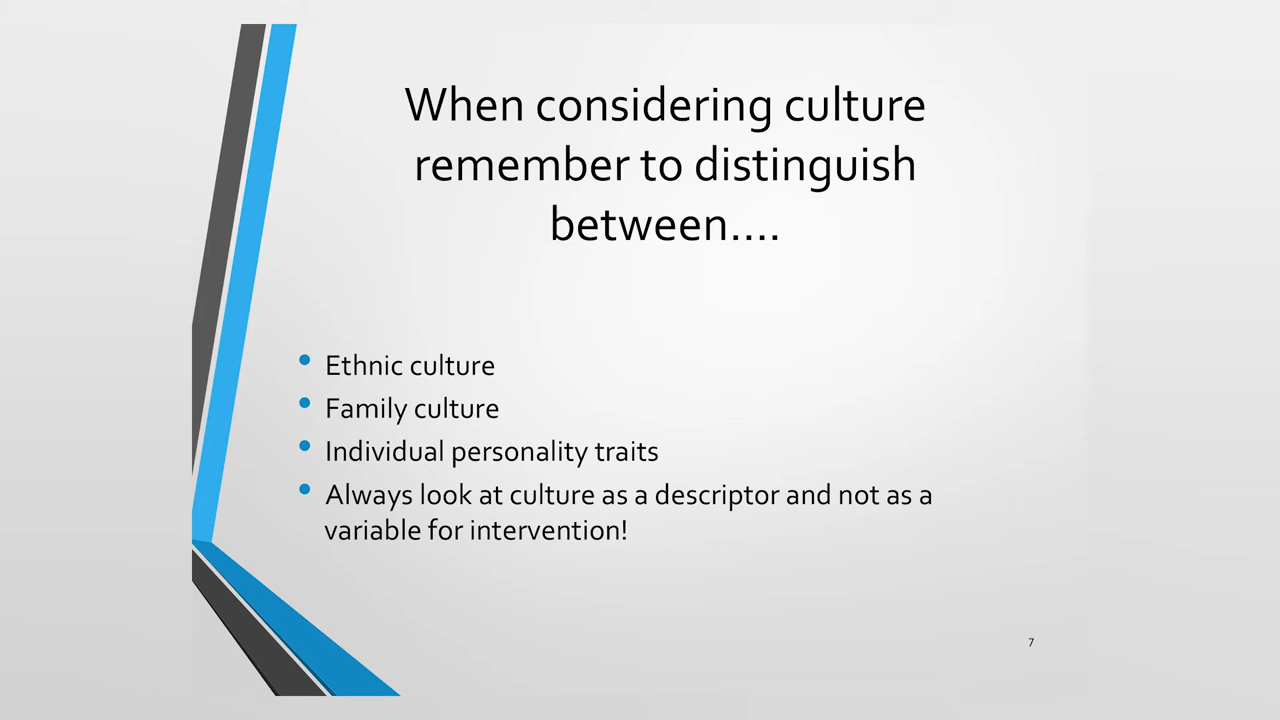 When considering culture
remember to distinguish
between....
• Ethnic culture
• Family culture
• Individual personality traits
• Always look at culture as a descriptor and not as a
variable for intervention!
7